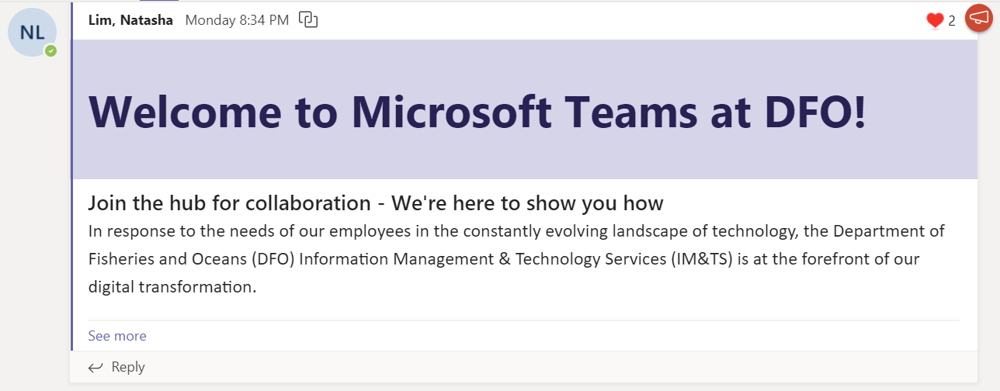 NL
Lim, Natasha Monday 8:34 PM
2
Welcome to Microsoft Teams at DFO!
Join the hub for collaboration - We're here to show you how
In response to the needs of our employees in the constantly evolving landscape of technology, the Department of
Fisheries and Oceans (DFO) Information Management & Technology Services (IM&TS) is at the forefront of our
digital transformation.
See more
Reply